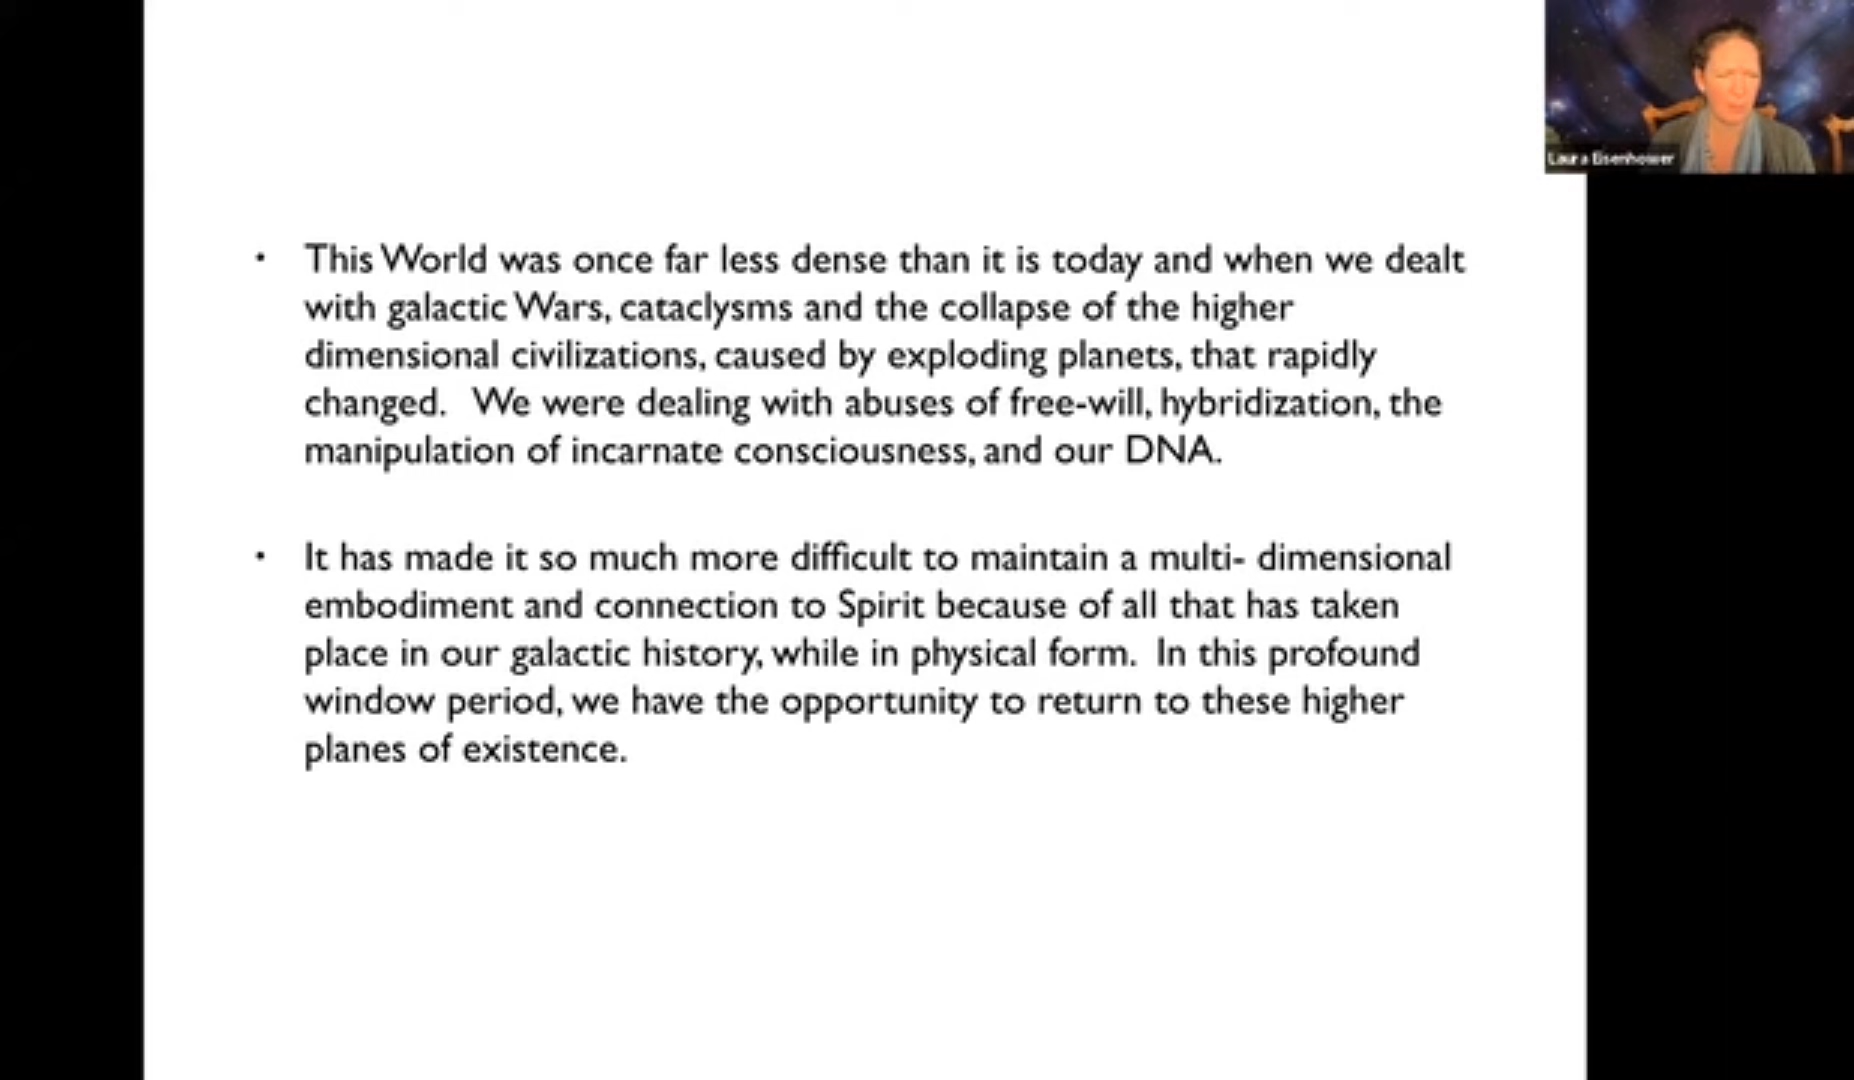 Laura Eisenhower
• This World was once far less dense than it is today and when we dealt
with galactic Wars, cataclysms and the collapse of the higher
dimensional civilizations, caused by exploding planets, that rapidly
changed.  We were dealing with abuses of free-will, hybridization, the
manipulation of incarnate consciousness, and our DNA.
• It has made it so much more difficult to maintain a multi- dimensional
embodiment and connection to Spirit because of all that has taken
place in our galactic history, while in physical form.  In this profound
window period, we have the opportunity to return to these higher
planes of existence.